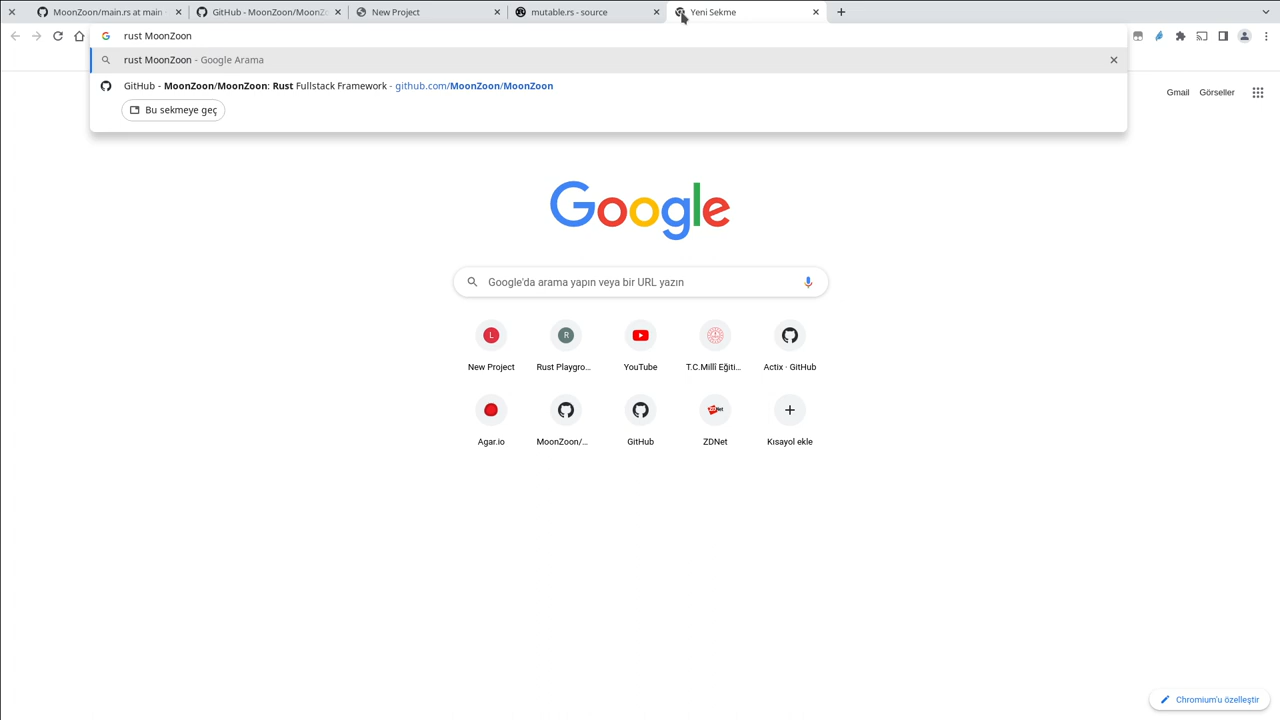 MoonZoon/main.rs at main
GitHub - MoonZoon/MoonZ
New Project
mutable.rs - source
Yeni Sekme
rust MoonZoon
rust MoonZoon - Google Arama
GitHub - MoonZoon/MoonZoon: Rust Fullstack Framework - github.com/MoonZoon/MoonZoon
Bu sekmeye geç
Gmail Görseller
Google
Google'da arama yapın veya bir URL yazın
L R
New Project Rust Playgro... YouTube T.C.Millî Eğiti... Actix · GitHub
Agar.io MoonZoon/... GitHub ZDNet Kısayol ekle
Chromium'u özelleştir